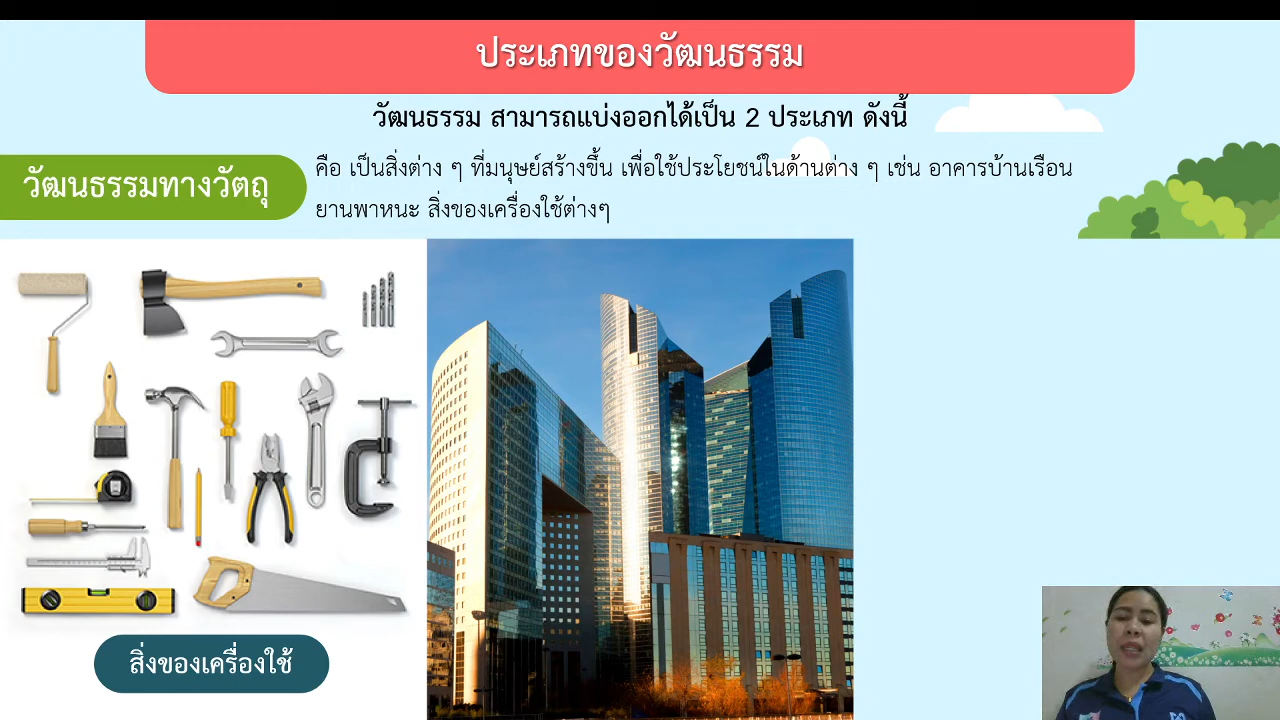 ประเภทของวัฒนธรรม
วัฒนธรรม สามารถแบ่งออกได้เป็น 2 ประเภท ดังนี้
วัฒนธรรมทางวัตถุ
คือ เป็นสิ่งต่าง ๆ ที่มนุษย์สร้างขึ้น เพื่อใช้ประโยชน์ในด้านต่าง ๆ เช่น อาคารบ้านเรือน
ยานพาหนะ สิ่งของเครื่องใช้ต่างๆ
สิ่งของเครื่องใช้